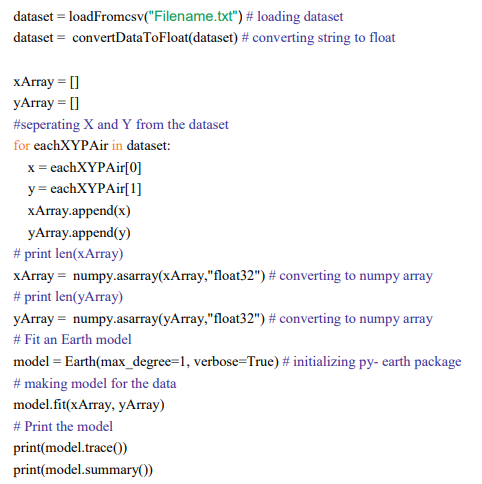 dataset = loadFromcsv("Filename.txt") # loading dataset
dataset =  convertDataToFloat(dataset) # converting string to float
xArray = []
yArray = []
#seperating X and Y from the dataset
for eachXYPAir in dataset:
    x = eachXYPAir[0]
    y = eachXYPAir[1]
    xArray.append(x)
    yArray.append(y)
# print len(xArray)
xArray =  numpy.asarray(xArray,"float32") # converting to numpy array
# print len(yArray)
yArray =  numpy.asarray(yArray,"float32") # converting to numpy array
# Fit an Earth model
model = Earth(max_degree=1, verbose=True) # initializing py- earth package
# making model for the data
model.fit(xArray, yArray)
# Print the model
print(model.trace())
print(model.summary())